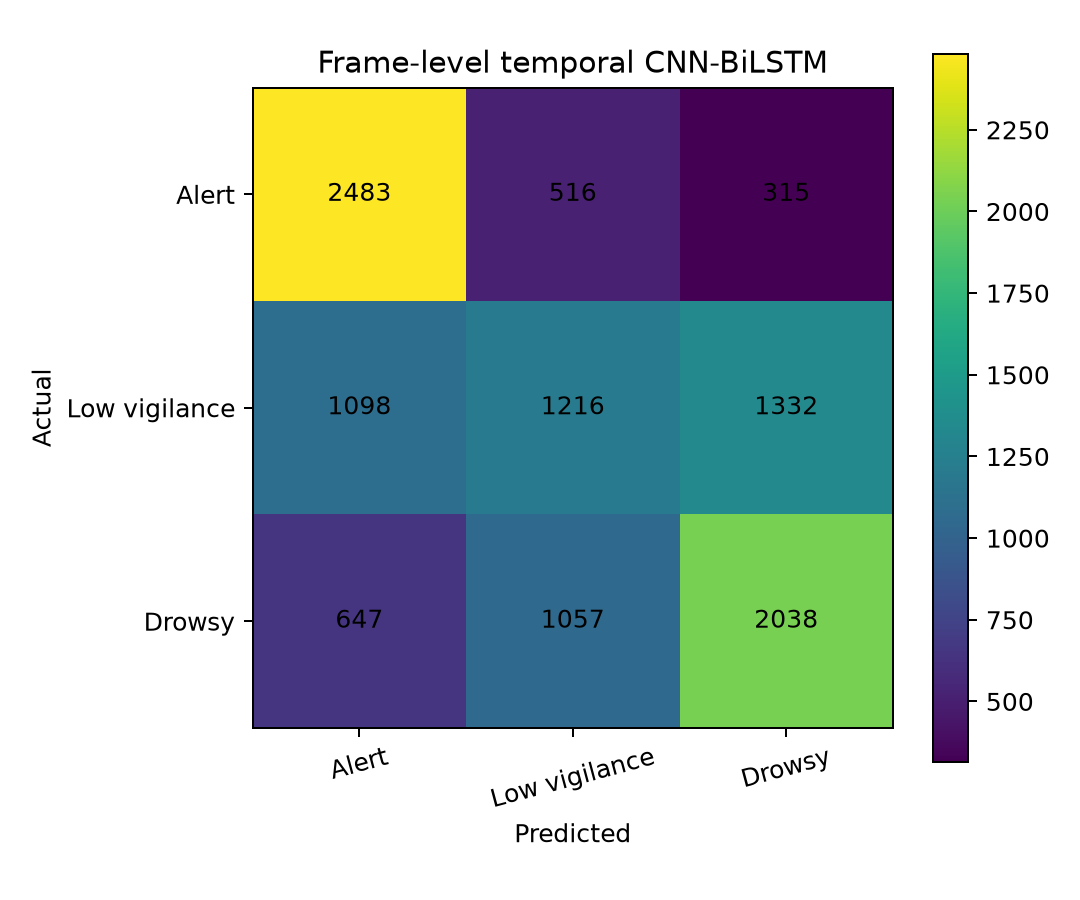 Frame-level temporal CNN-BiLSTM
Alert 2483 516 315
Low vigilance 1098 1216 1332
Drowsy 647 1057 2038
Actual
Alert Low vigilance Drowsy
Predicted
2250
2000
1750
1500
1250
1000
750
500